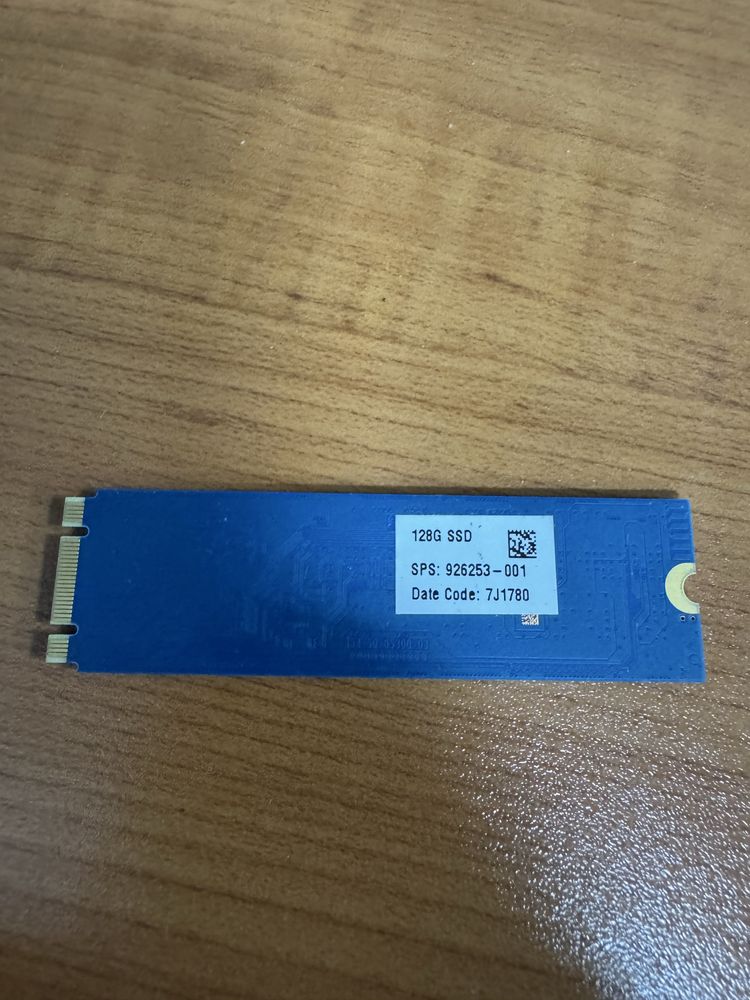 128G SSD
SPS: 926253-001
Date Code: 7J1780